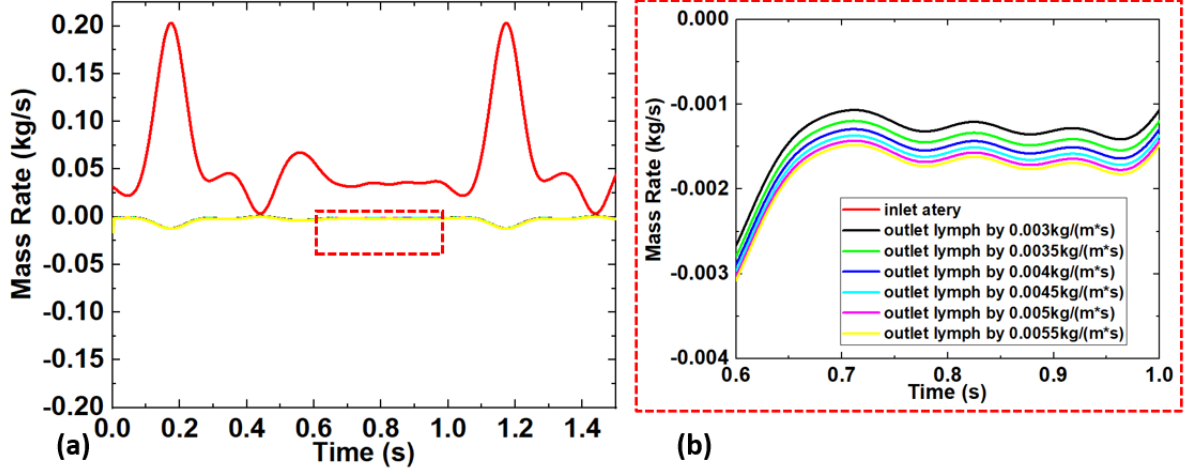 0.20
0.15
0.10
0.05
0.00
-0.05
-0.10
-0.15
-0.20
Mass Rate (kg/s)
0.0 0.2 0.4 0.6 0.8 1.0 1.2 1.4
Time (s)
(a)
0.000
-0.001
-0.002
-0.003
-0.004
Mass Rate (kg/s)
inlet atery
outlet lymph by 0.003kg/(m*s)
outlet lymph by 0.0035kg/(m*s)
outlet lymph by 0.004kg/(m*s)
outlet lymph by 0.0045kg/(m*s)
outlet lymph by 0.005kg/(m*s)
outlet lymph by 0.0055kg/(m*s)
0.6 0.7 0.8 0.9 1.0
Time (s)
(b)